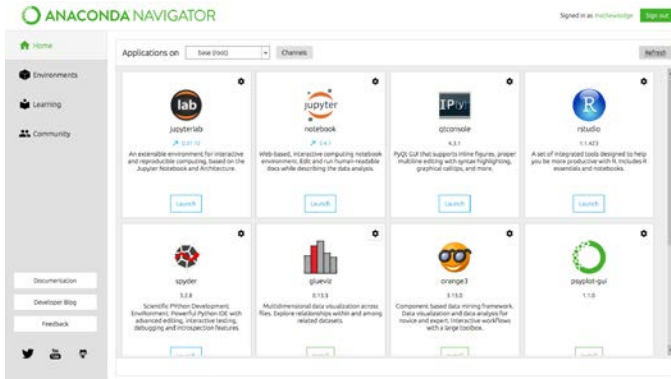 ANACONDA NAVIGATOR
Signed in as
Sign out
Home
Environments
Learning
Community
Documentation
Developer Blog
Feedback
Applications on
base (root)
Channels
Refresh
lab
jupyterlab
0.31.12
An extensible environment for interactive
and reproducible computing, based on the
Jupyter Notebook and Architecture.
Launch
jupyter
notebook
5.4.1
Web-based, interactive computing notebook
environment. Edit and run human-readable
docs while describing the data analysis.
Launch
IP[y]:
qtconsole
4.3.1
PyQt GUI that supports inline figures, proper
multiline editing with syntax highlighting,
graphical calltips, and more.
Launch
R
rstudio
1.1.423
A set of integrated tools designed to help
you be more productive with R. Includes R
essentials and notebooks.
Launch
spyder
3.2.8
Scientific PYthon Development
EnviRonment. Powerful Python IDE with
advanced editing, interactive testing,
debugging and introspection features.
Launch
glueviz
0.13.3
Multidimensional data visualization across
files. Explore relationships within and among
related datasets.
Install
orange3
3.13.0
Component based data mining framework.
Data visualization and data analysis for
novice and expert. Interactive workflows
with a large toolbox.
Install
psyplot-gui
1.1.0
Install